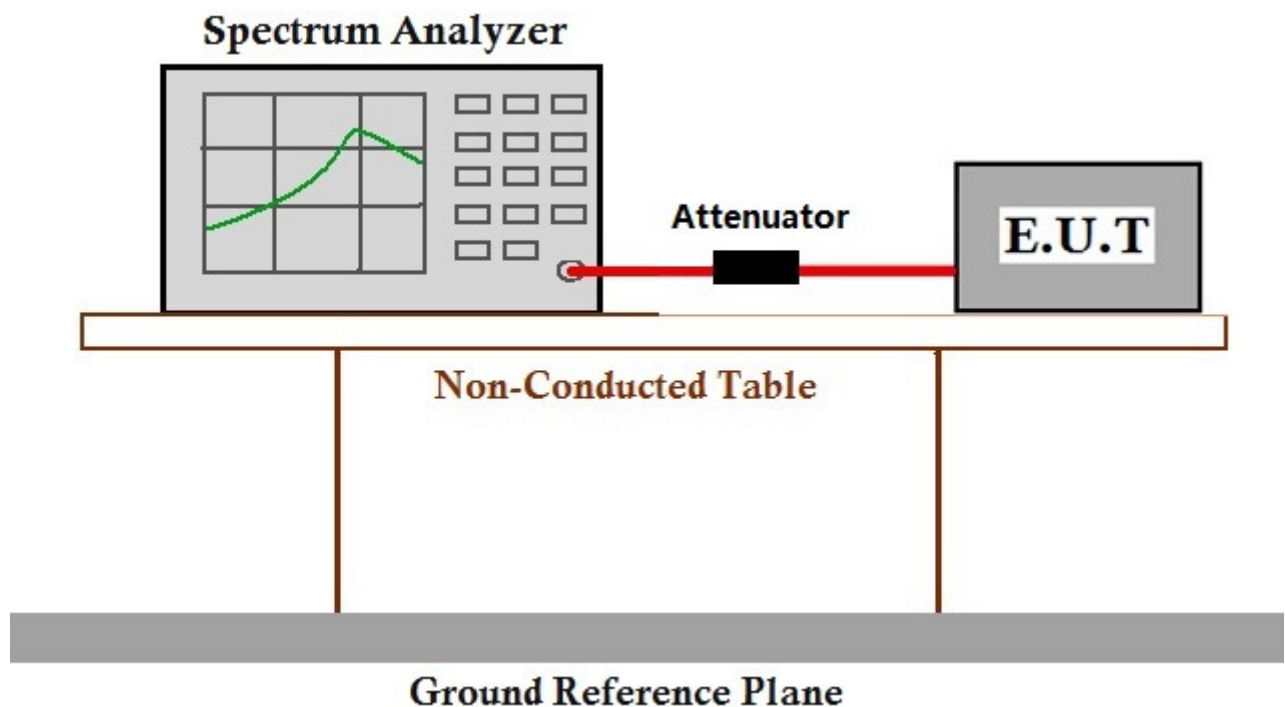 Spectrum Analyzer
Attenuator
E.U.T
Non-Conducted Table
Ground Reference Plane